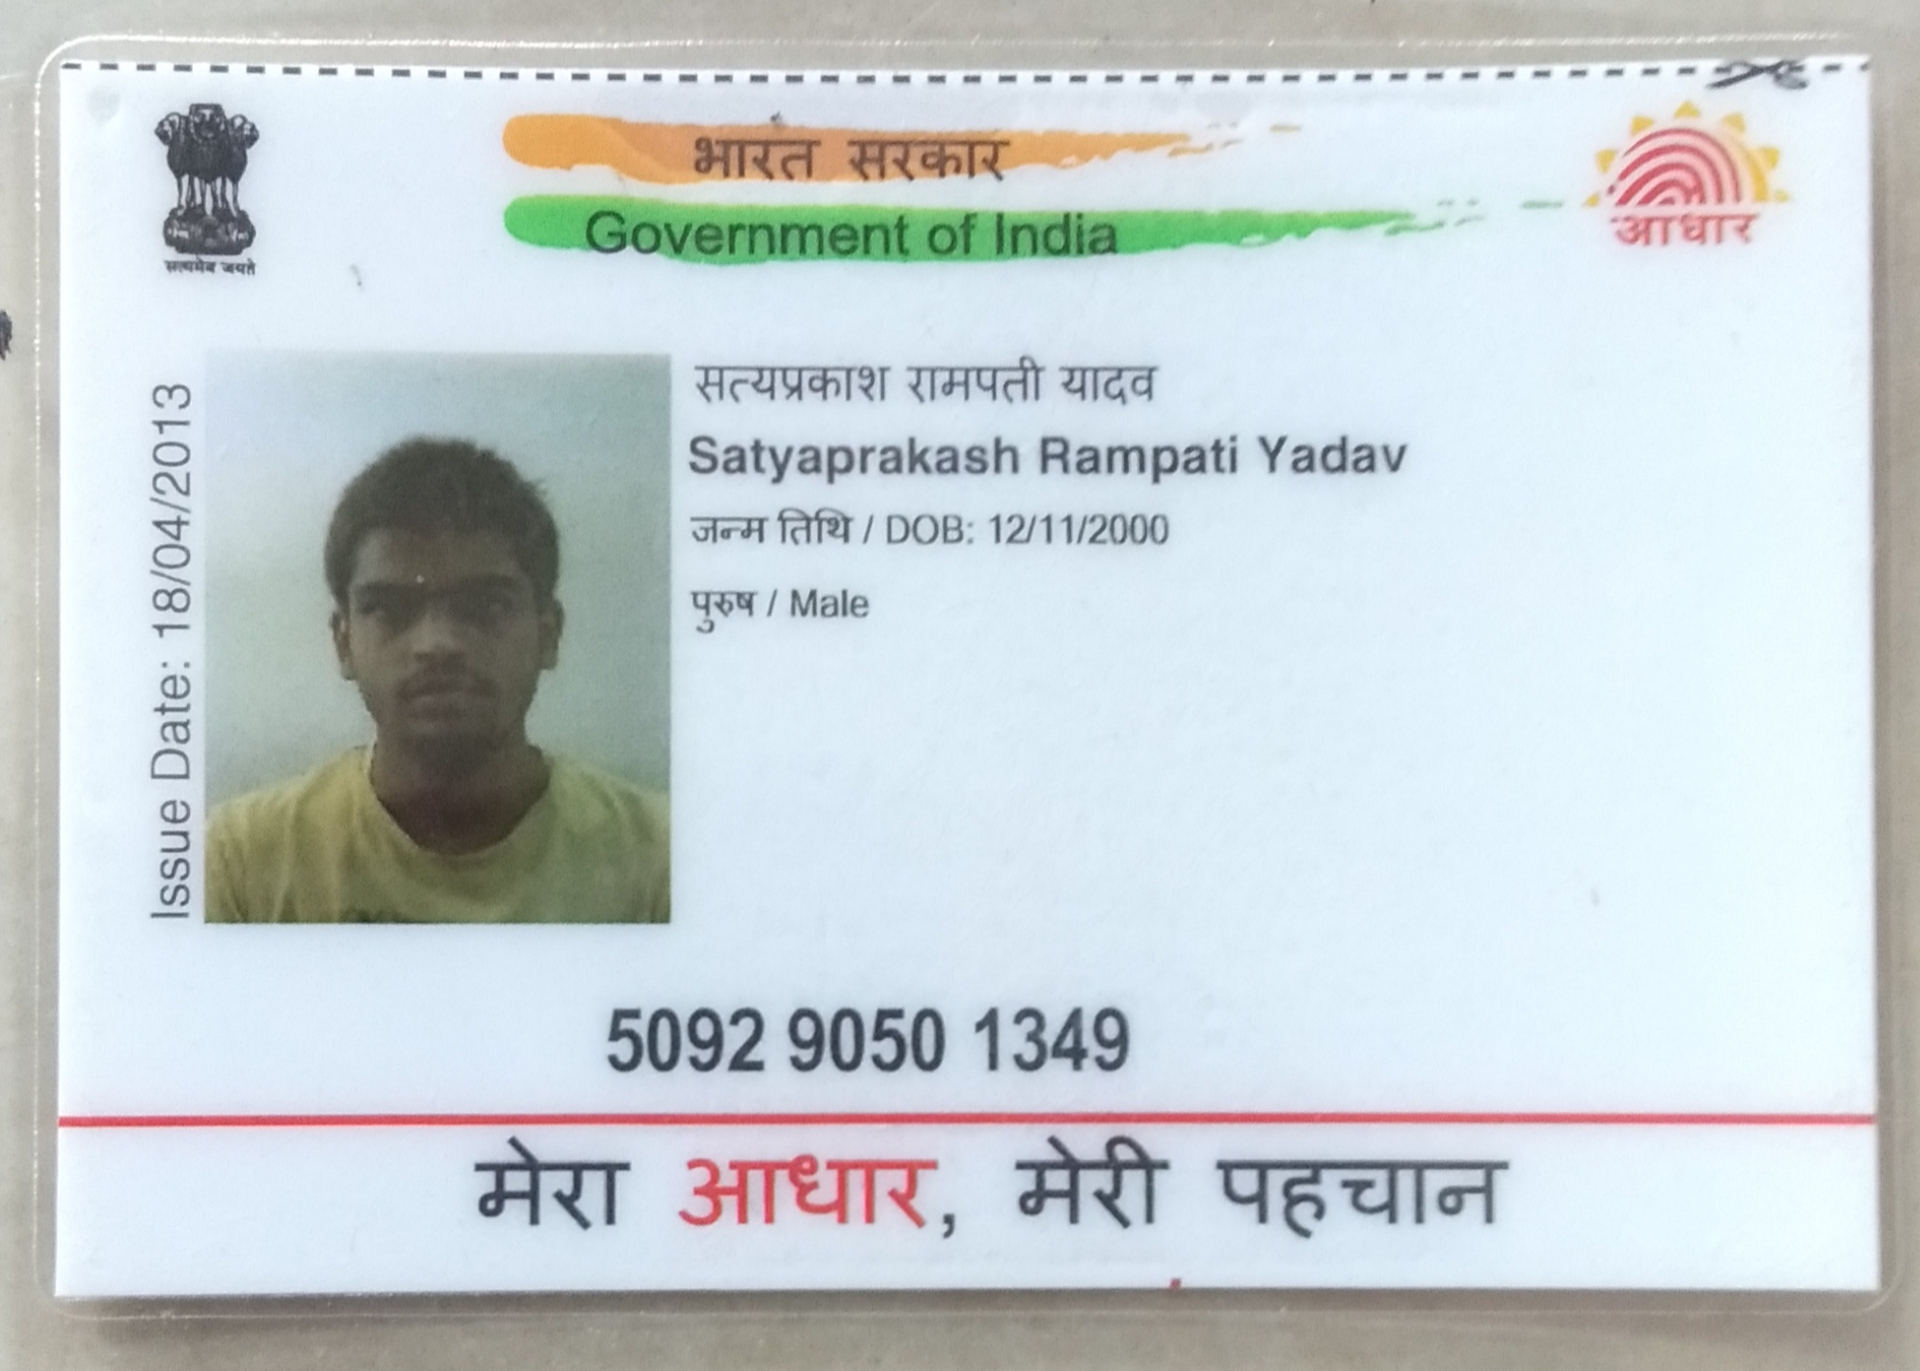 भारत सरकार
Government of India
सत्यमेव जयते
आधार
Issue Date: 18/04/2013
सत्यप्रकाश रामपती यादव
Satyaprakash Rampati Yadav
जन्म तिथि / DOB: 12/11/2000
पुरुष / Male
5092 9050 1349
मेरा आधार, मेरी पहचान